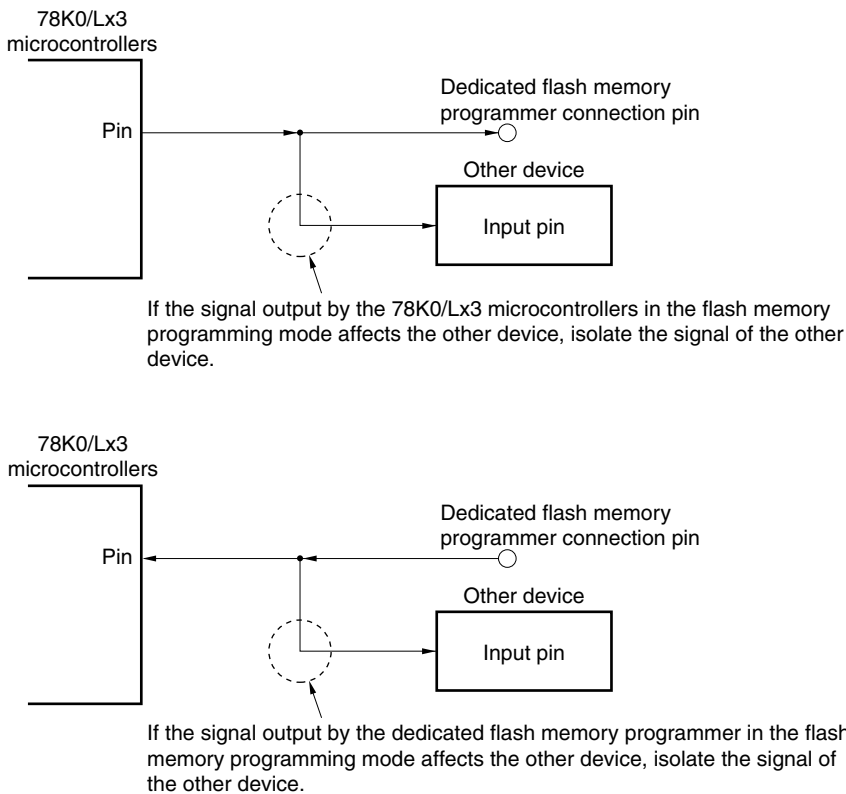 78K0/Lx3
microcontrollers
Dedicated flash memory
programmer connection pin
Pin
Other device
Input pin
If the signal output by the 78K0/Lx3 microcontrollers in the flash memory
programming mode affects the other device, isolate the signal of the other
device.
78K0/Lx3
microcontrollers
Dedicated flash memory
programmer connection pin
Pin
Other device
Input pin
If the signal output by the dedicated flash memory programmer in the flash
memory programming mode affects the other device, isolate the signal of
the other device.